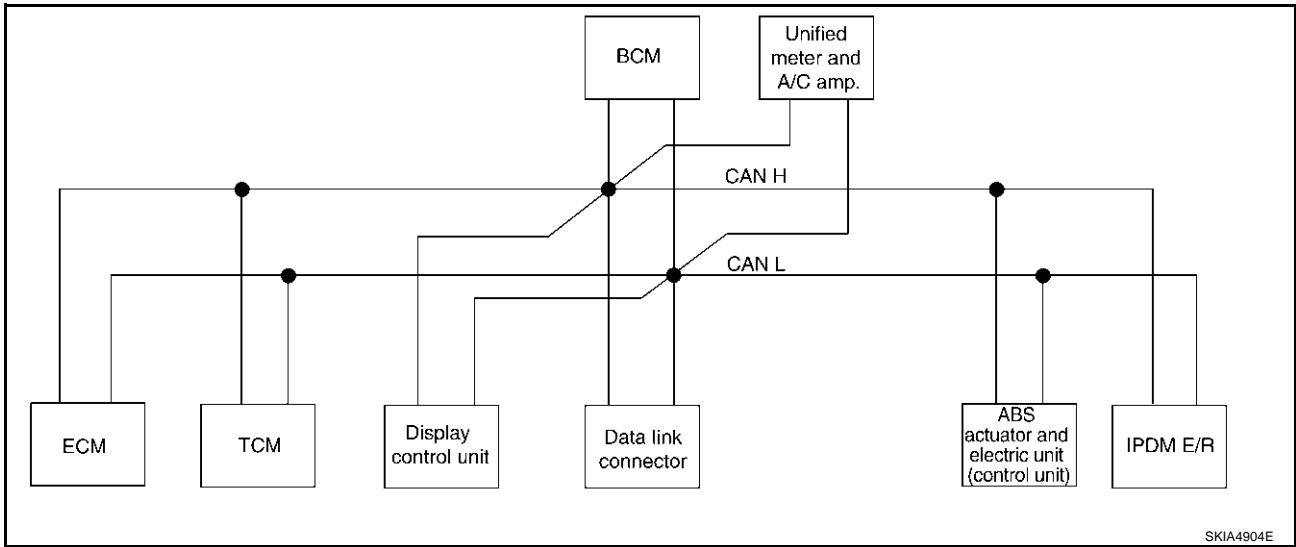 BCM
Unified
meter and
A/C amp.
CAN H
CAN L
ECM
TCM
Display
control unit
Data link
connector
ABS
actuator and
electric unit
(control unit)
IPDM E/R
SKIA4904E